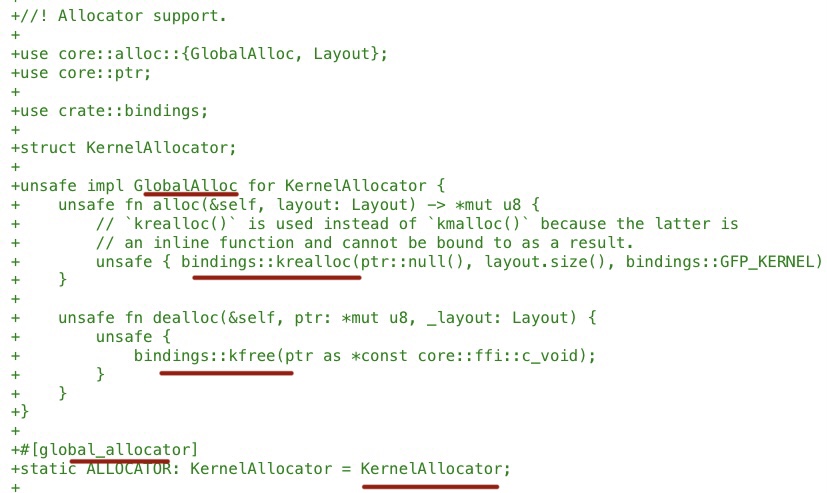 +//! Allocator support.
+
+use core::alloc::{GlobalAlloc, Layout};
+use core::ptr;
+
+use crate::bindings;
+
+struct KernelAllocator;
+
+unsafe impl GlobalAlloc for KernelAllocator {
+    unsafe fn alloc(&self, layout: Layout) -> *mut u8 {
+        // `krealloc()` is used instead of `kmalloc()` because the latter is
+        // an inline function and cannot be bound to as a result.
+        unsafe { bindings::krealloc(ptr::null(), layout.size(), bindings::GFP_KERNEL)
+    }
+
+    unsafe fn dealloc(&self, ptr: *mut u8, _layout: Layout) {
+        unsafe {
+            bindings::kfree(ptr as *const core::ffi::c_void);
+        }
+    }
+}
+
+#[global_allocator]
+static ALLOCATOR: KernelAllocator = KernelAllocator;
+